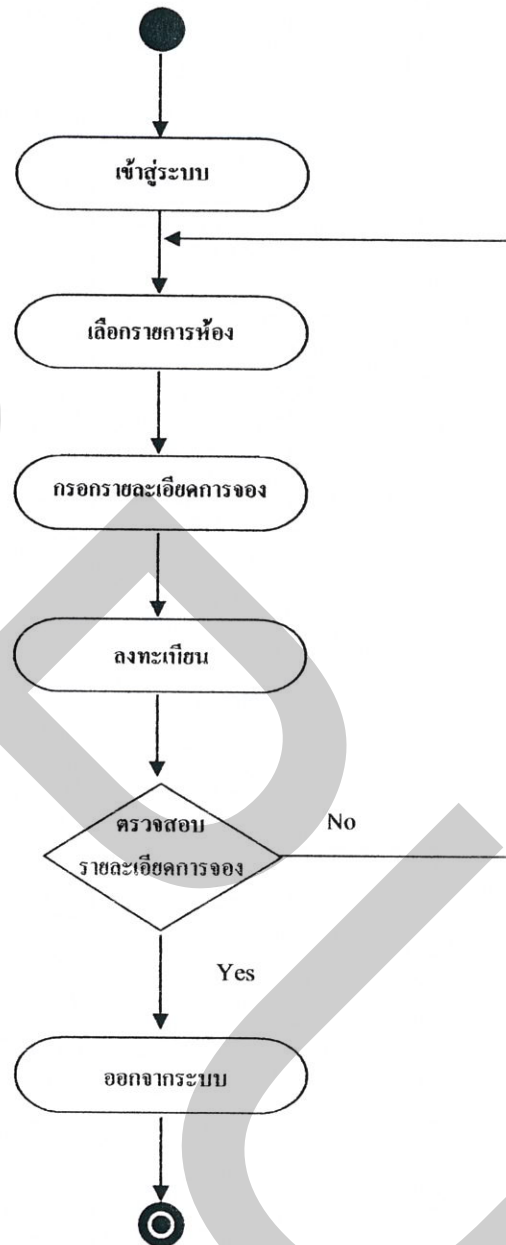 เข้าสู่ระบบ
เลือกรายการห้อง
กรอกรายละเอียดการจอง
ลงทะเบียน
ตรวจสอบ
รายละเอียดการจอง
No
Yes
ออกจากระบบ